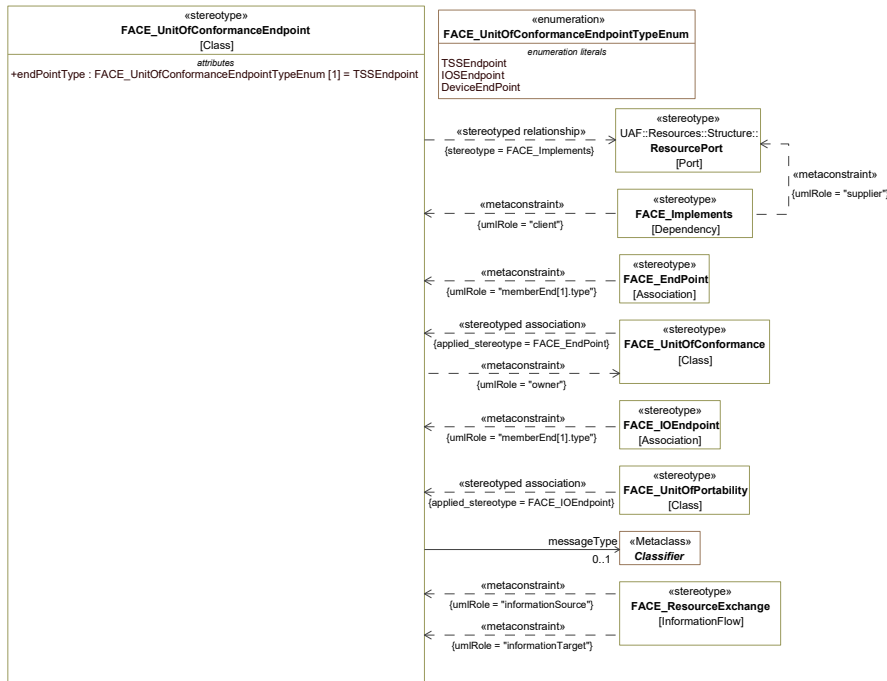 «stereotype»
FACE_UnitOfConformanceEndpoint
[Class]
attributes
+endPointType : FACE_UnitOfConformanceEndpointTypeEnum [1] = TSSEndpoint
«enumeration»
FACE_UnitOfConformanceEndpointTypeEnum
enumeration literals
TSSEndpoint
IOSEndpoint
DeviceEndPoint
«stereotyped relationship»
{stereotype = FACE_Implements}
«stereotype»
UAF::Resources::Structure::
ResourcePort
[Port]
«metaconstraint»
{umlRole = "supplier"}
«metaconstraint»
{umlRole = "client"}
«stereotype»
FACE_Implements
[Dependency]
«metaconstraint»
{umlRole = "memberEnd[1].type"}
«stereotype»
FACE_EndPoint
[Association]
«stereotyped association»
{applied_stereotype = FACE_EndPoint}
«metaconstraint»
{umlRole = "owner"}
«stereotype»
FACE_UnitOfConformance
[Class]
«metaconstraint»
{umlRole = "memberEnd[1].type"}
«stereotype»
FACE_IOEndpoint
[Association]
«stereotyped association»
{applied_stereotype = FACE_IOEndpoint}
«stereotype»
FACE_UnitOfPortability
[Class]
messageType
0..1
«Metaclass»
Classifier
«metaconstraint»
{umlRole = "informationSource"}
«metaconstraint»
{umlRole = "informationTarget"}
«stereotype»
FACE_ResourceExchange
[InformationFlow]